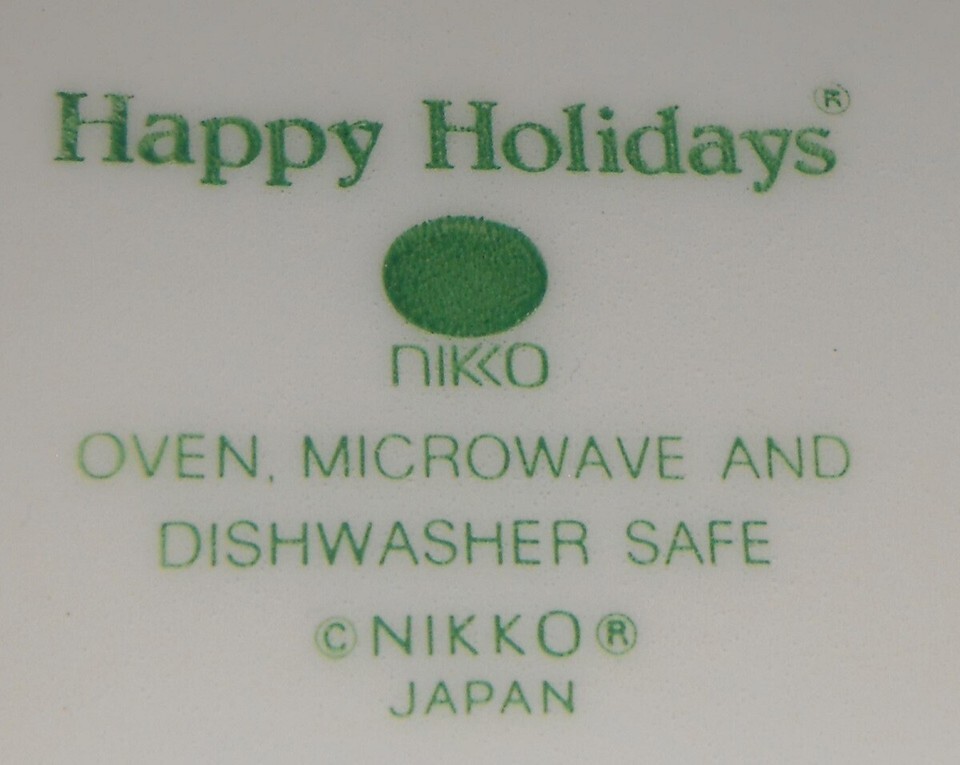 Happy Holidays®
NIKKO
OVEN, MICROWAVE AND
DISHWASHER SAFE
©NIKKO®
JAPAN